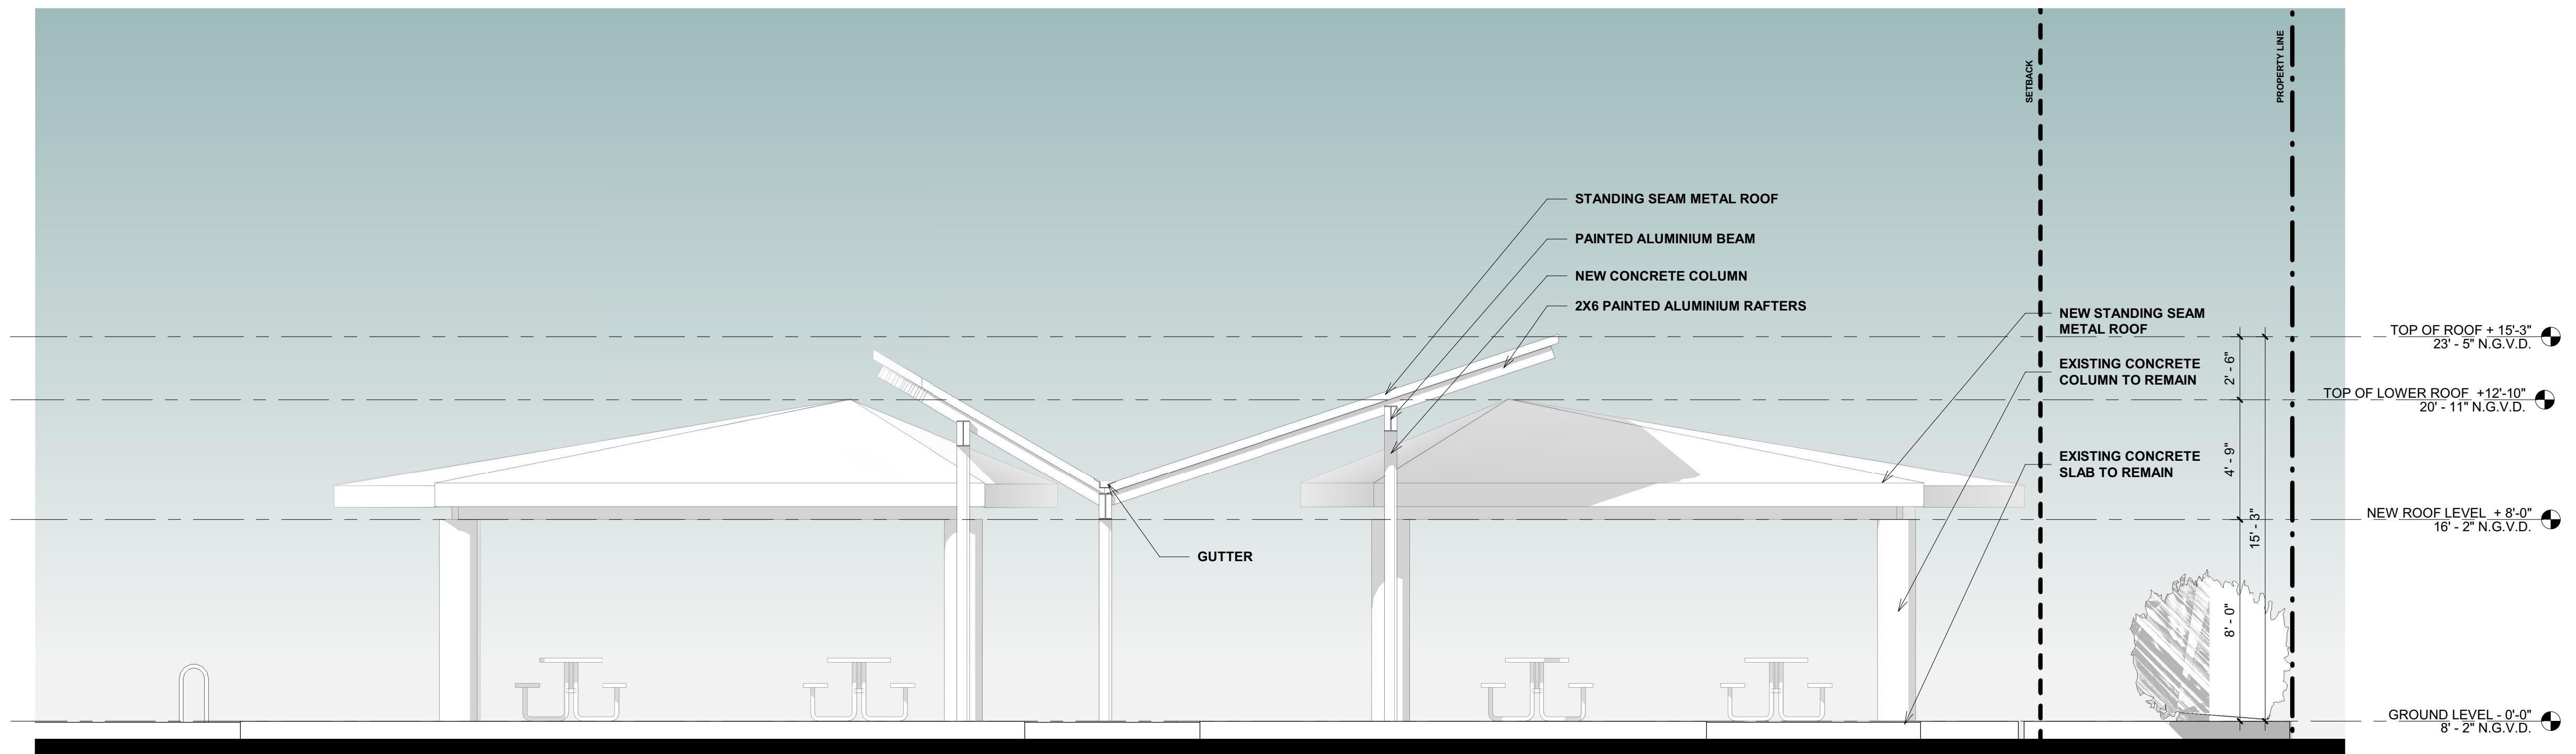 SETBACK
PROPERTY LINE
STANDING SEAM METAL ROOF
PAINTED ALUMINIUM BEAM
NEW CONCRETE COLUMN
2X6 PAINTED ALUMINIUM RAFTERS
NEW STANDING SEAM
METAL ROOF
EXISTING CONCRETE
COLUMN TO REMAIN
EXISTING CONCRETE
SLAB TO REMAIN
GUTTER
2' - 6"
4' - 9"
15' - 3"
8' - 0"
TOP OF ROOF + 15'-3"
23' - 5" N.G.V.D.
TOP OF LOWER ROOF +12'-10"
20' - 11" N.G.V.D.
NEW ROOF LEVEL + 8'-0"
16' - 2" N.G.V.D.
GROUND LEVEL - 0'-0"
8' - 2" N.G.V.D.